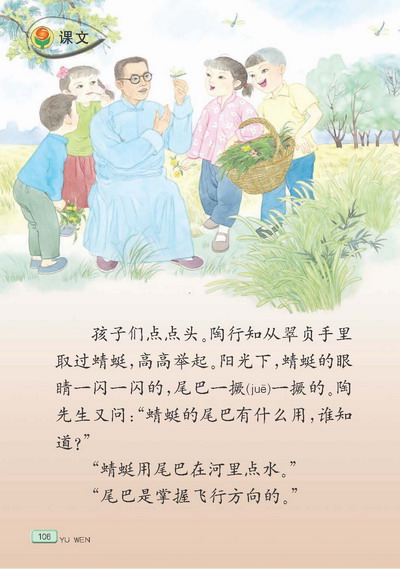 课文
孩子们点点头。陶行知从翠贞手里
取过蜻蜓，高高举起。阳光下，蜻蜓的眼
睛一闪一闪的，尾巴一撅(juē)一撅的。陶
先生又问：“蜻蜓的尾巴有什么用，谁知
道？”
“蜻蜓用尾巴在河里点水。”
“尾巴是掌握飞行方向的。”
106 YU WEN